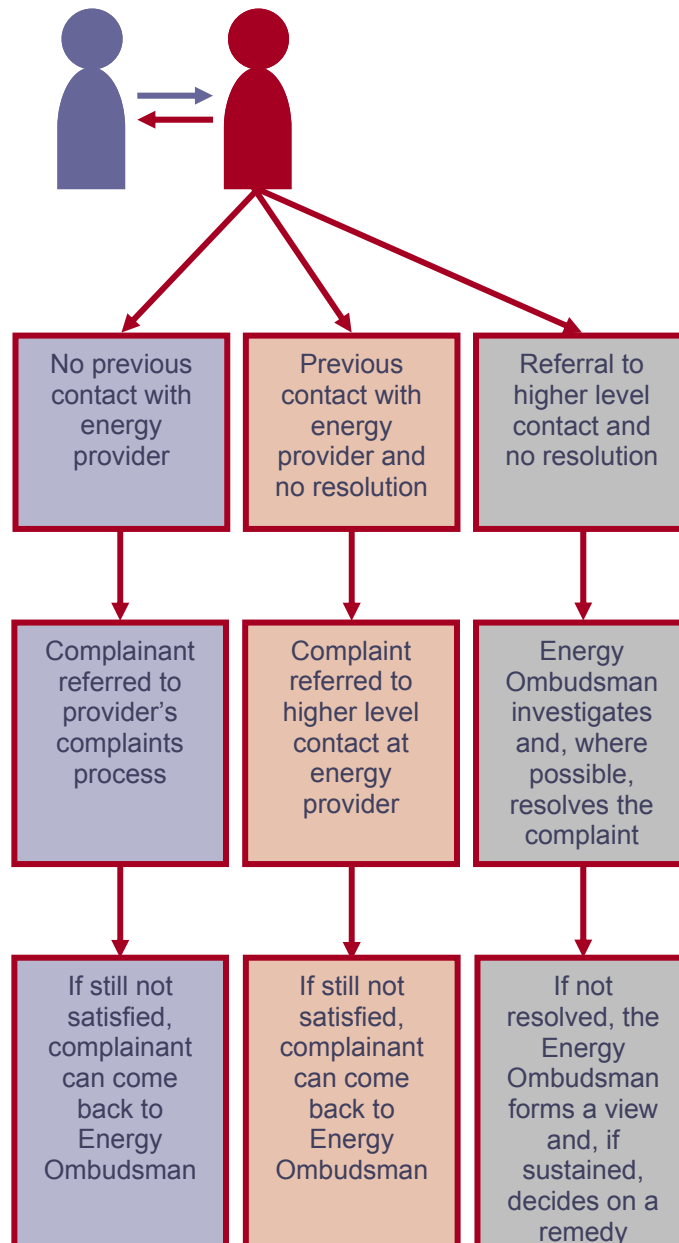 No previous
contact with
energy
provider
Previous
contact with
energy
provider and
no resolution
Referral to
higher level
contact and
no resolution
Complainant
referred to
provider’s
complaints
process
Complaint
referred to
higher level
contact at
energy
provider
Energy
Ombudsman
investigates
and, where
possible,
resolves the
complaint
If still not
satisfied,
complainant
can come
back to
Energy
Ombudsman
If still not
satisfied,
complainant
can come
back to
Energy
Ombudsman
If not
resolved, the
Energy
Ombudsman
forms a view
and, if
sustained,
decides on a
remedy